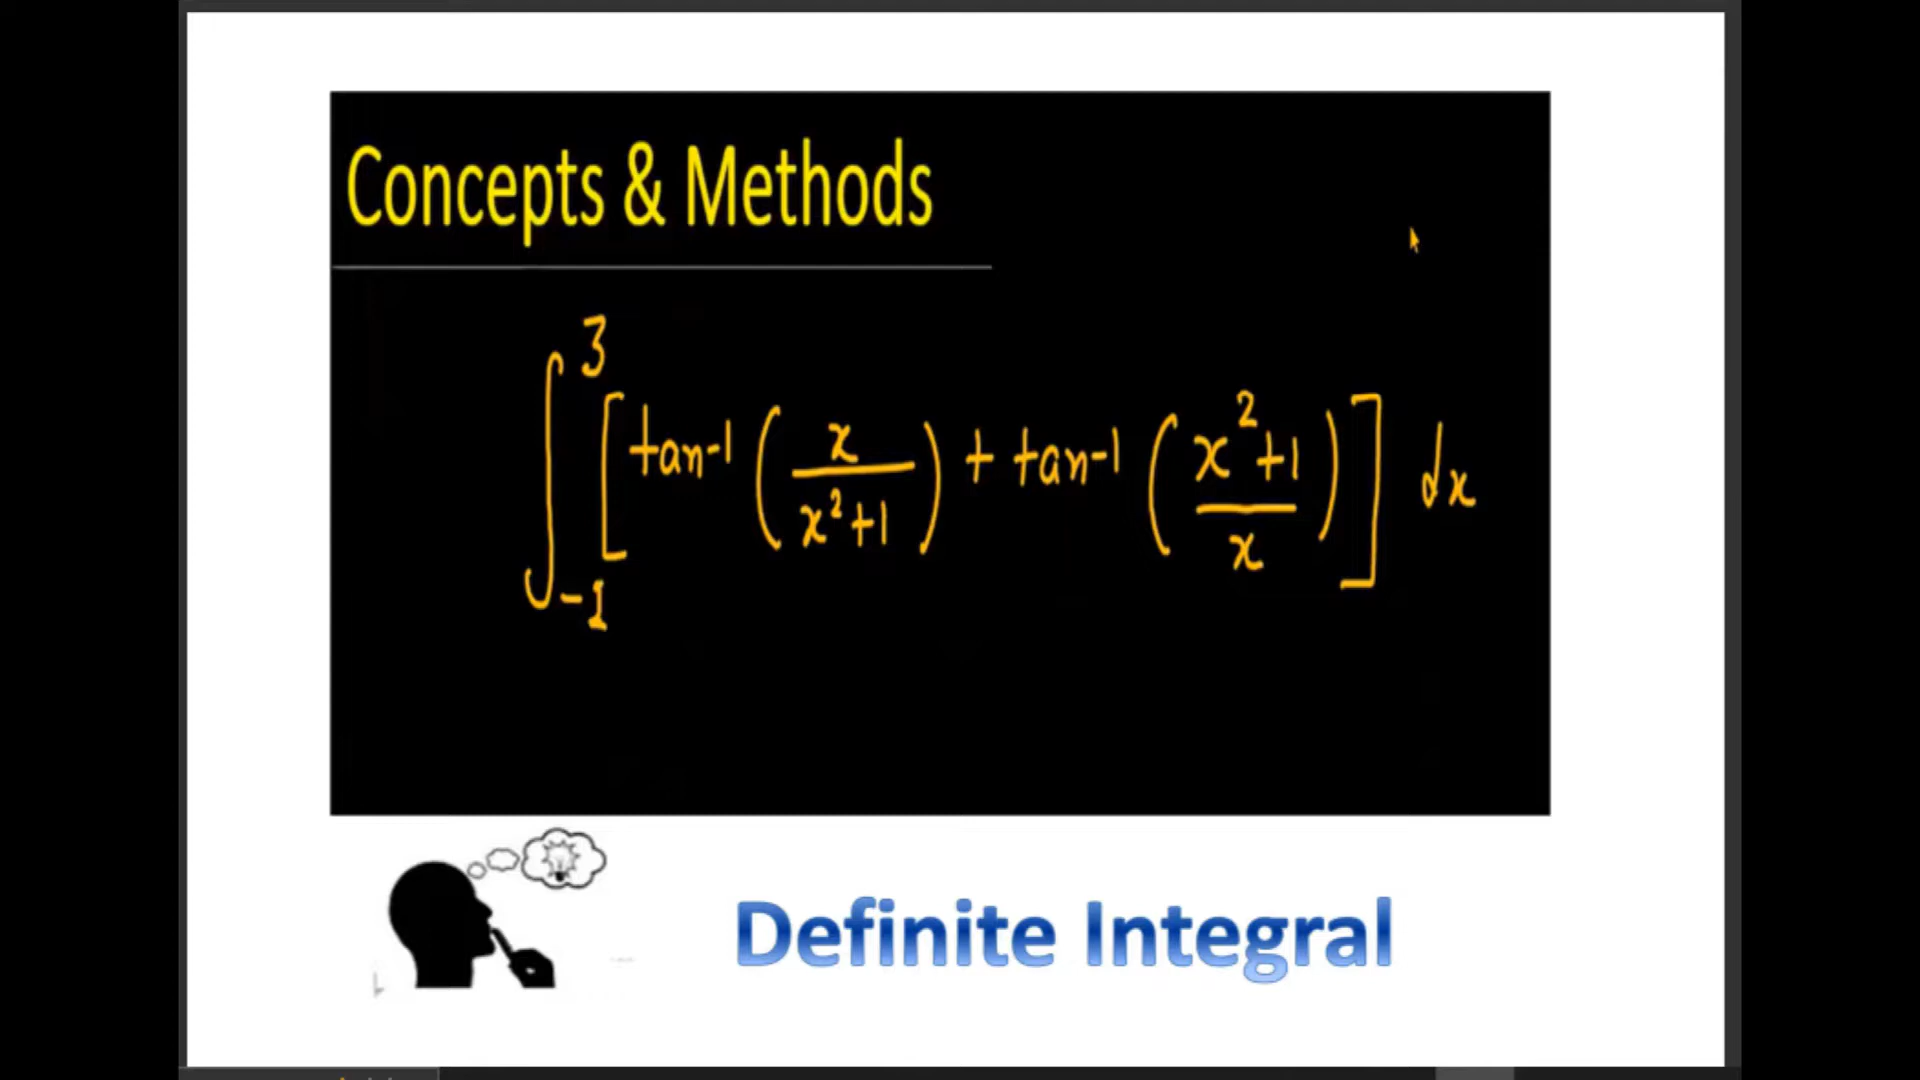 Concepts & Methods
∫_{-1}^{3} [tan-1 (x/(x²+1)) + tan-1 ((x²+1)/x)] dx
Definite Integral